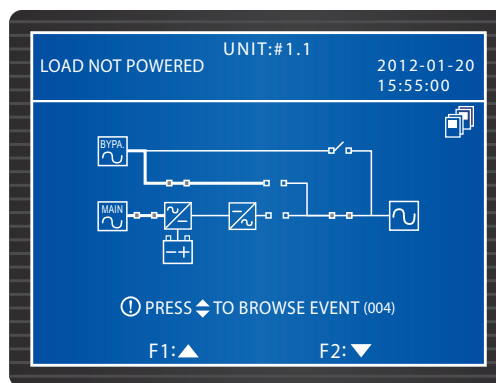 UNIT:#1.1
LOAD NOT POWERED
2012-01-20
15:55:00
BYPA.
MAIN
PRESS TO BROWSE EVENT (004)
F1: F2: